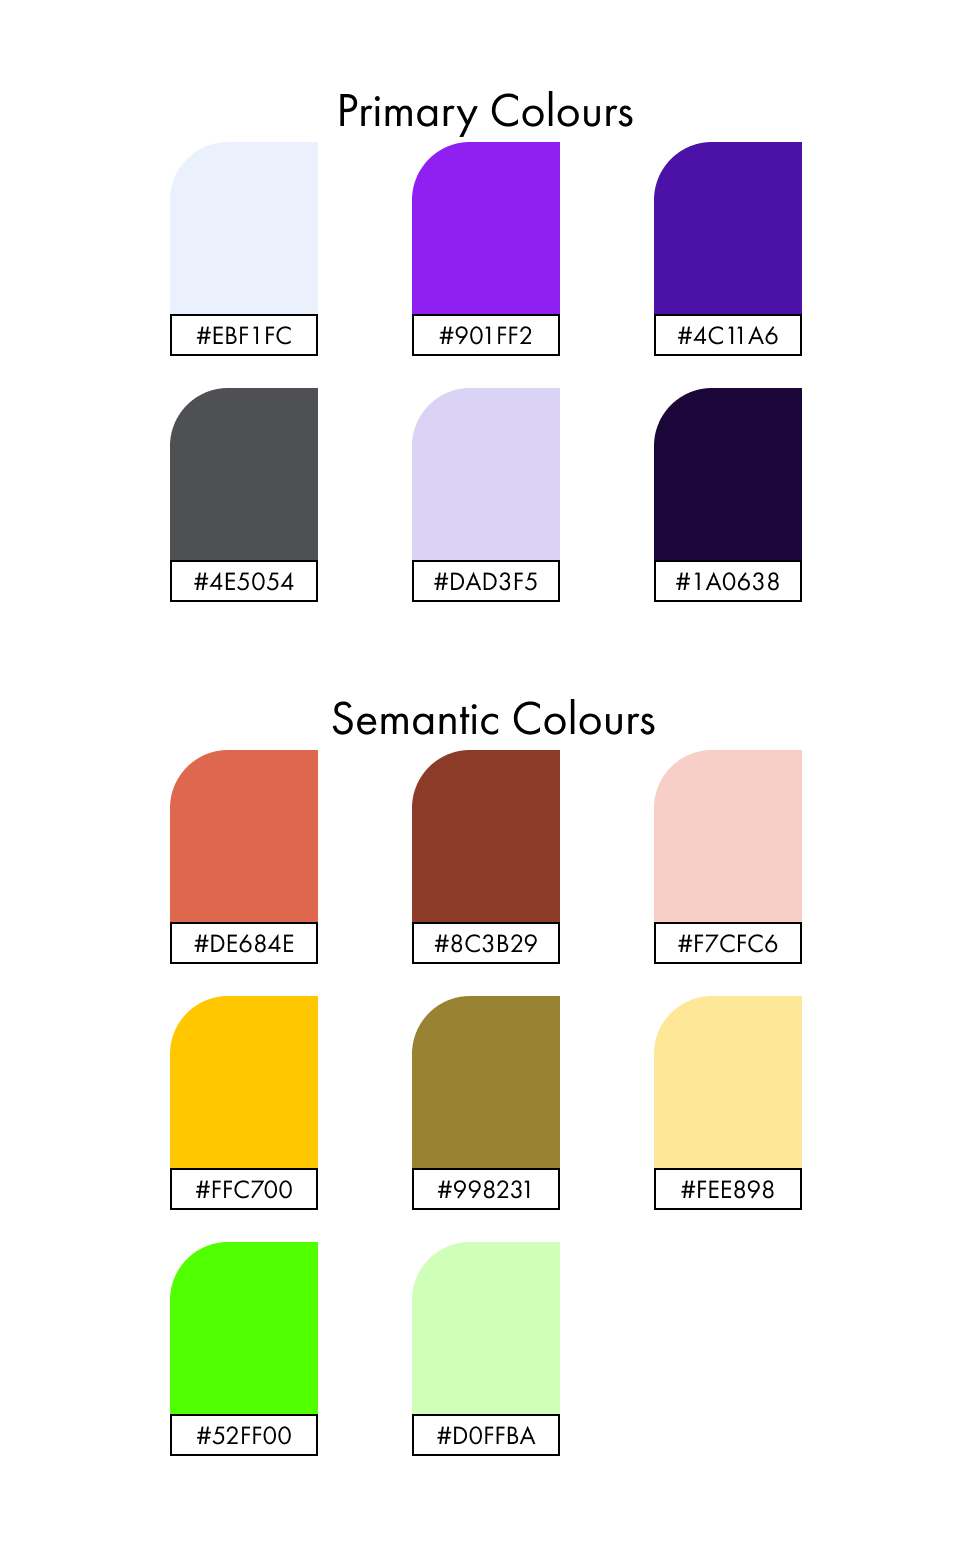 Primary Colours
#EBF1FC
#901FF2
#4C11A6
#4E5054
#DAD3F5
#1A0638
Semantic Colours
#DE684E
#8C3B29
#F7CFC6
#FFC700
#998231
#FEE898
#52FF00
#D0FFBA